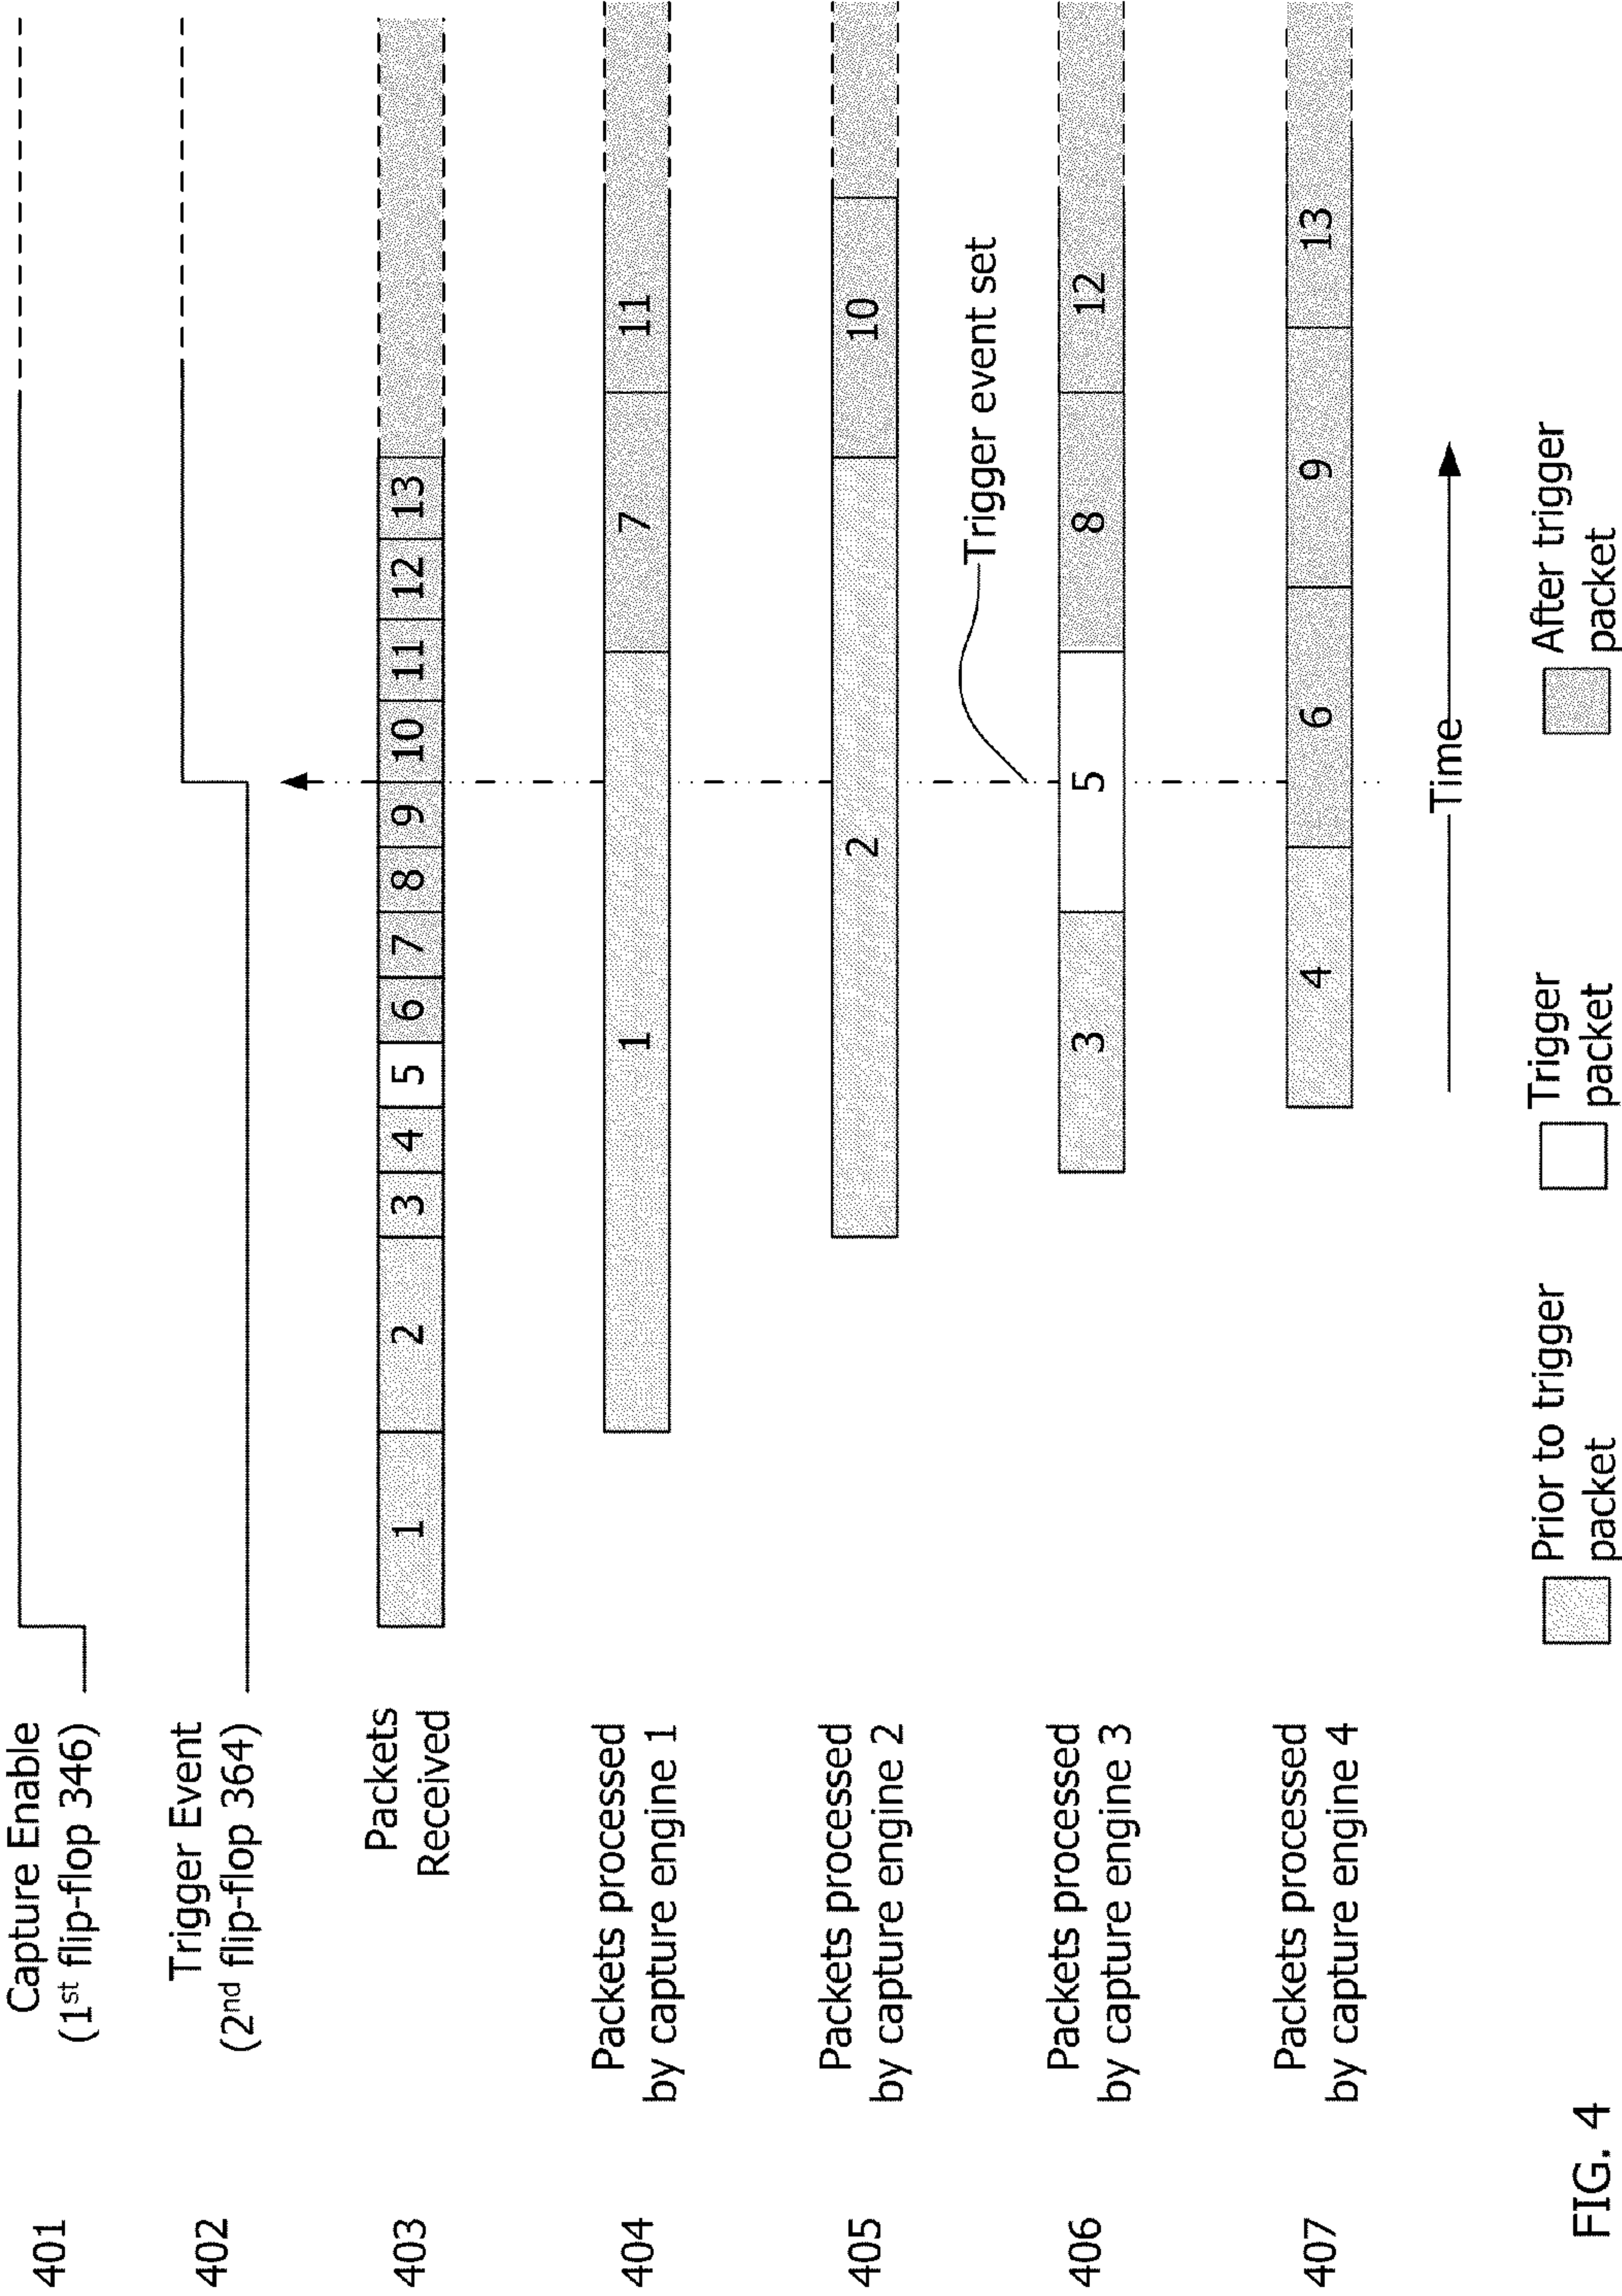 401
Capture Enable
(1st flip-flop 346)
402
Trigger Event
(2nd flip-flop 364)
403
Packets
Received
1 2 3 4 5 6 7 8 9 10 11 12 13
404
Packets processed
by capture engine 1
1 7 11
405
Packets processed
by capture engine 2
2 10
Trigger event set
406
Packets processed
by capture engine 3
3 5 8 12
407
Packets processed
by capture engine 4
4 6 9 13
Time
Prior to trigger
packet
Trigger
packet
After trigger
packet
FIG. 4